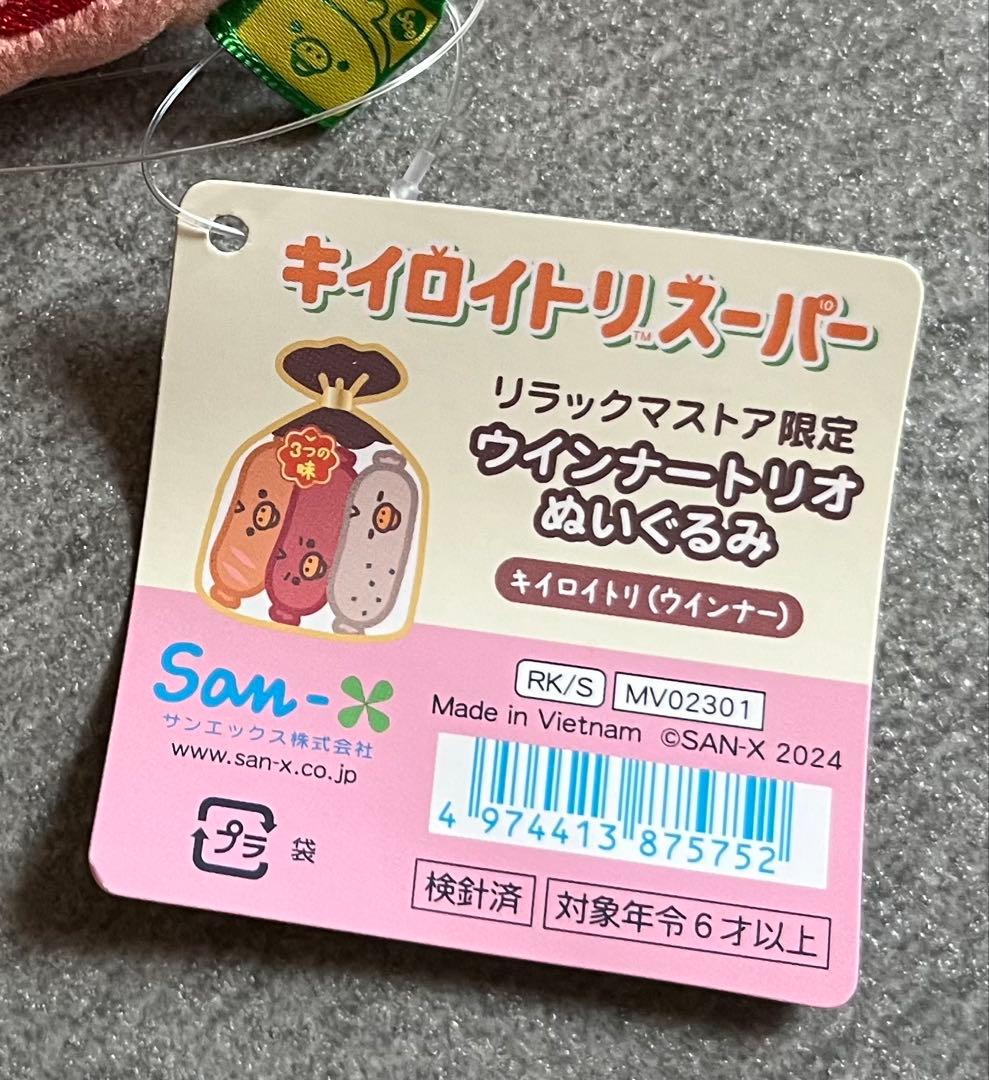 キイロイトリ™スーパー
リラックマストア限定
ウインナートリオ
ぬいぐるみ
キイロイトリ(ウインナー)
3つの
味
RK/S MV02301
Made in Vietnam ©SAN-X 2024
San-X
サンエックス株式会社
www.san-x.co.jp
プラ 袋
4 974413 875752
検針済 対象年令6才以上